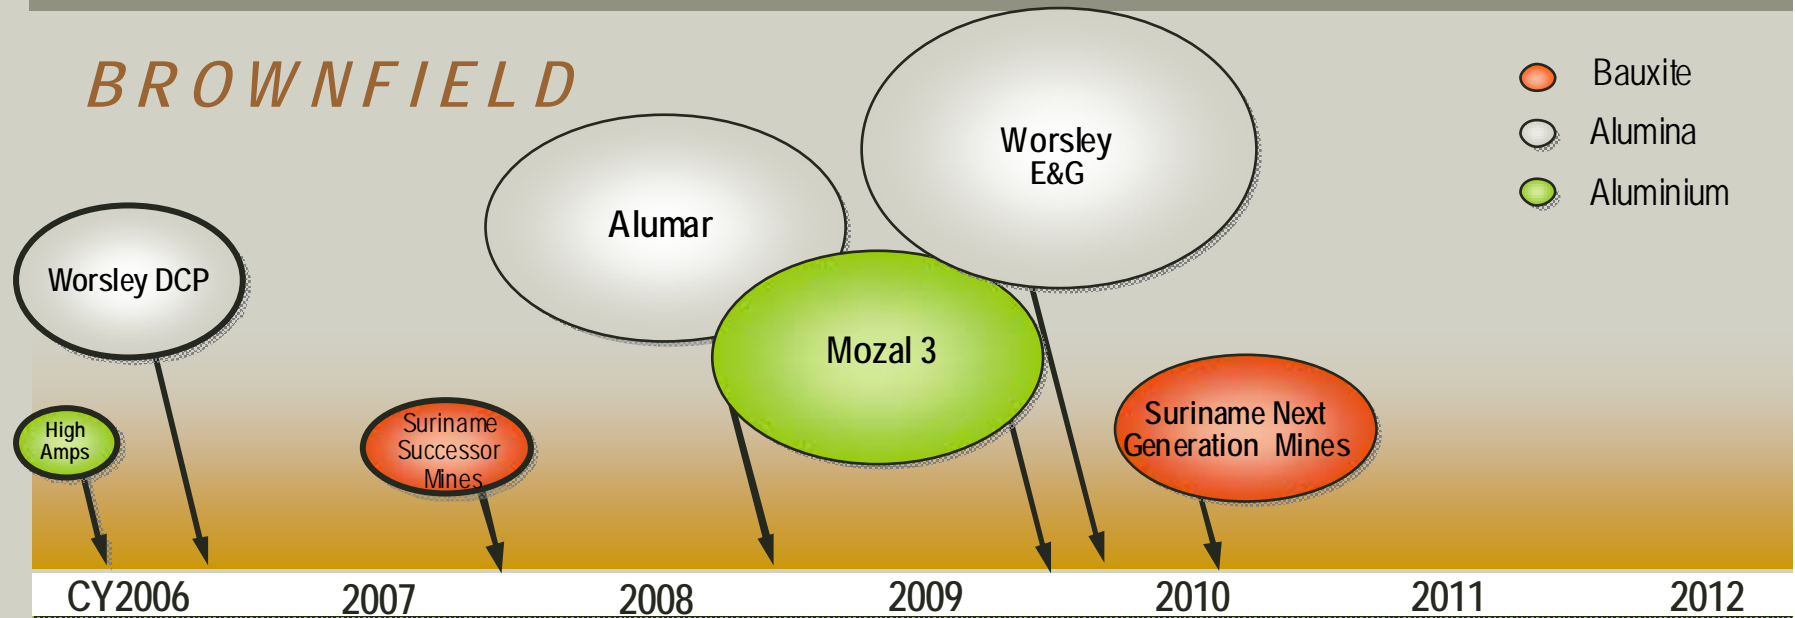 BROWNFIELD
Bauxite
Alumina
Aluminium
Worsley
E&G
Alumar
Worsley DCP
Mozal 3
High
Amps
Suriname
Successor
Mines
Suriname Next
Generation Mines
CY2006 2007 2008 2009 2010 2011 2012